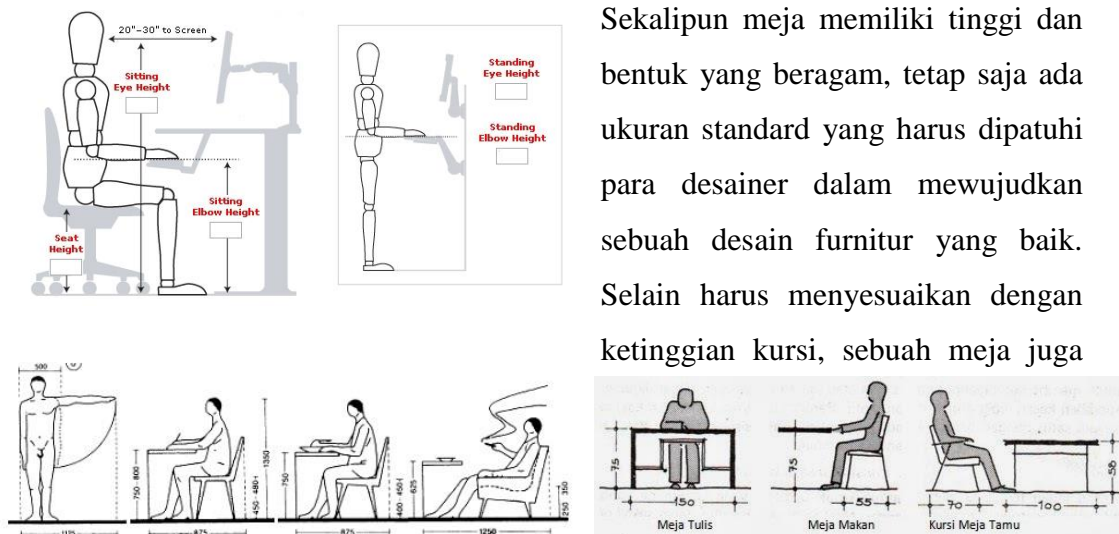 20"–30" to Screen
Sitting
Eye Height
Sitting
Elbow Height
Seat
Height
Standing
Eye Height
Standing
Elbow Height
Sekalipun meja memiliki tinggi dan
bentuk yang beragam, tetap saja ada
ukuran standard yang harus dipatuhi
para desainer dalam mewujudkan
sebuah desain furnitur yang baik.
Selain harus menyesuaikan dengan
ketinggian kursi, sebuah meja juga
500
750 - 800
450 - 480
1350
875
750
875
625
350
250
1250
75
150
Meja Tulis
75
55
Meja Makan
70
100
58
Kursi Meja Tamu